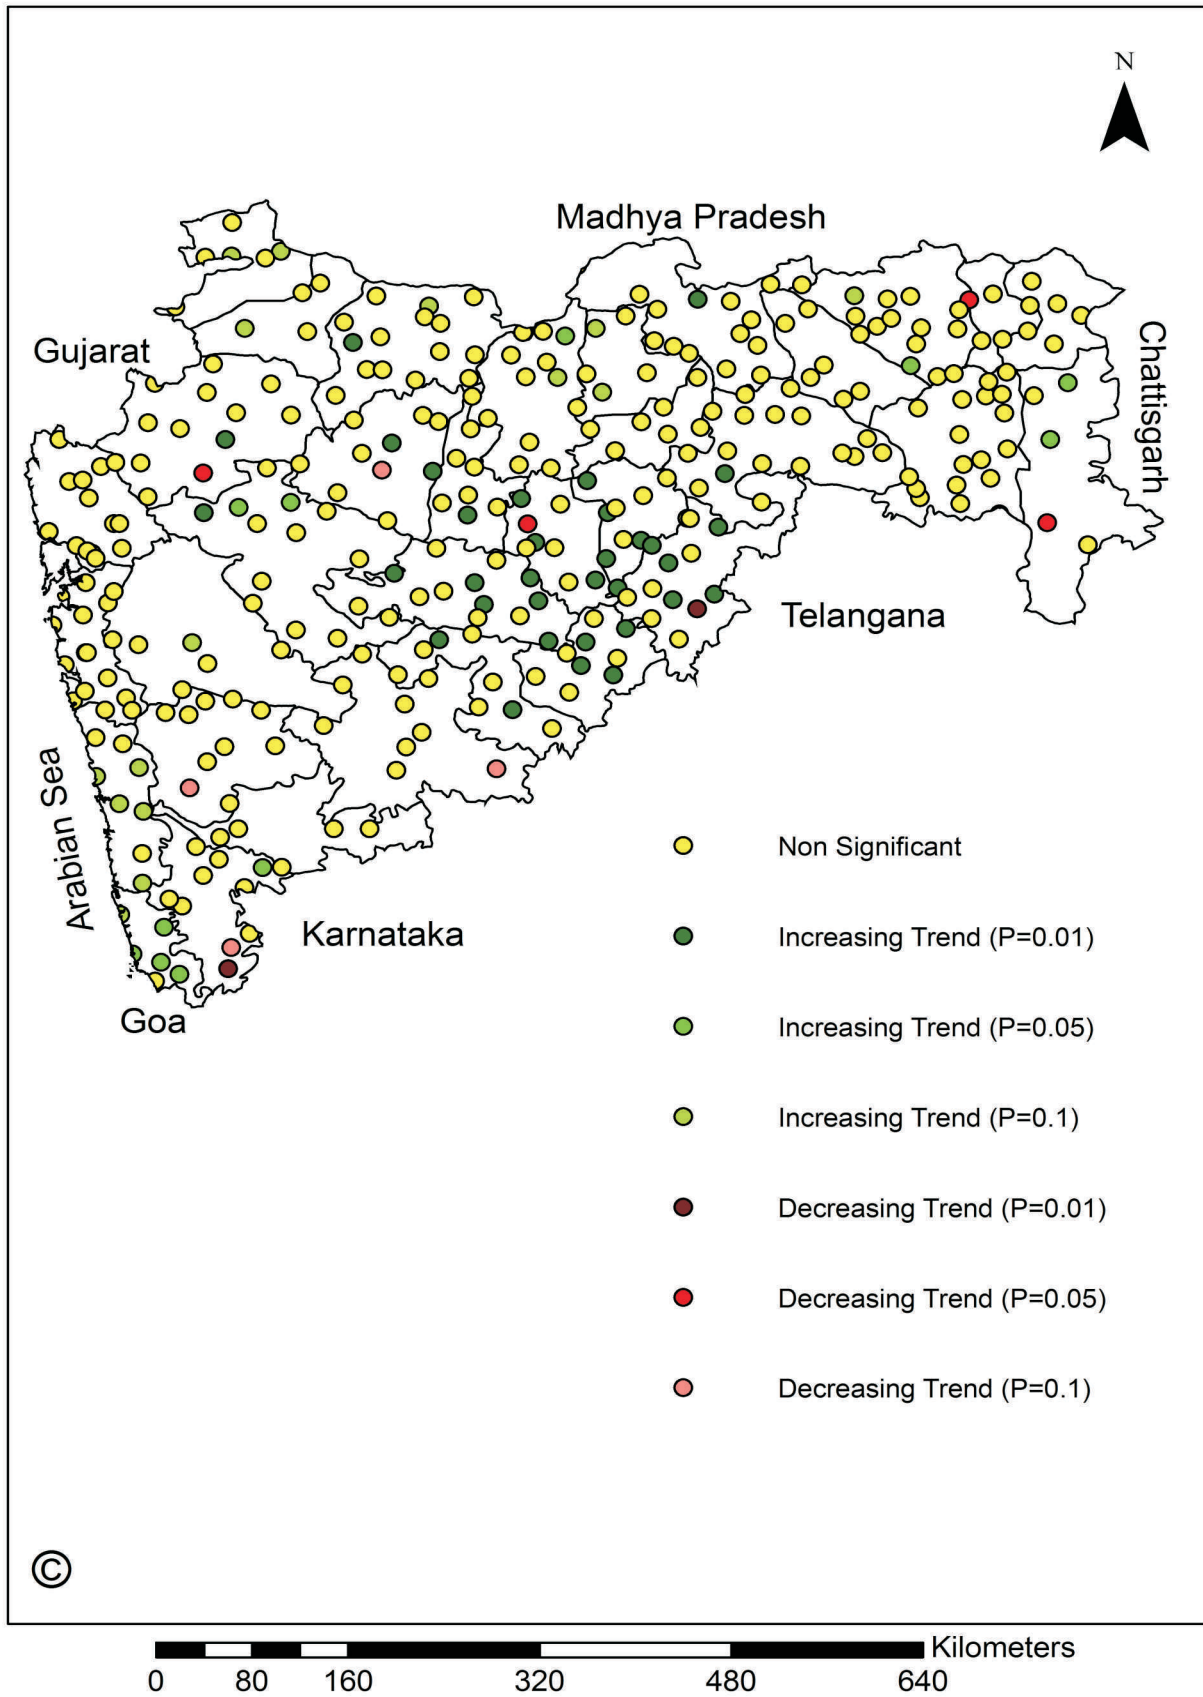 N
Madhya Pradesh
Gujarat
Chattisgarh
Telangana
Arabian Sea
Karnataka
Goa
Non Significant
Increasing Trend (P=0.01)
Increasing Trend (P=0.05)
Increasing Trend (P=0.1)
Decreasing Trend (P=0.01)
Decreasing Trend (P=0.05)
Decreasing Trend (P=0.1)
©
Kilometers
0 80 160 320 480 640